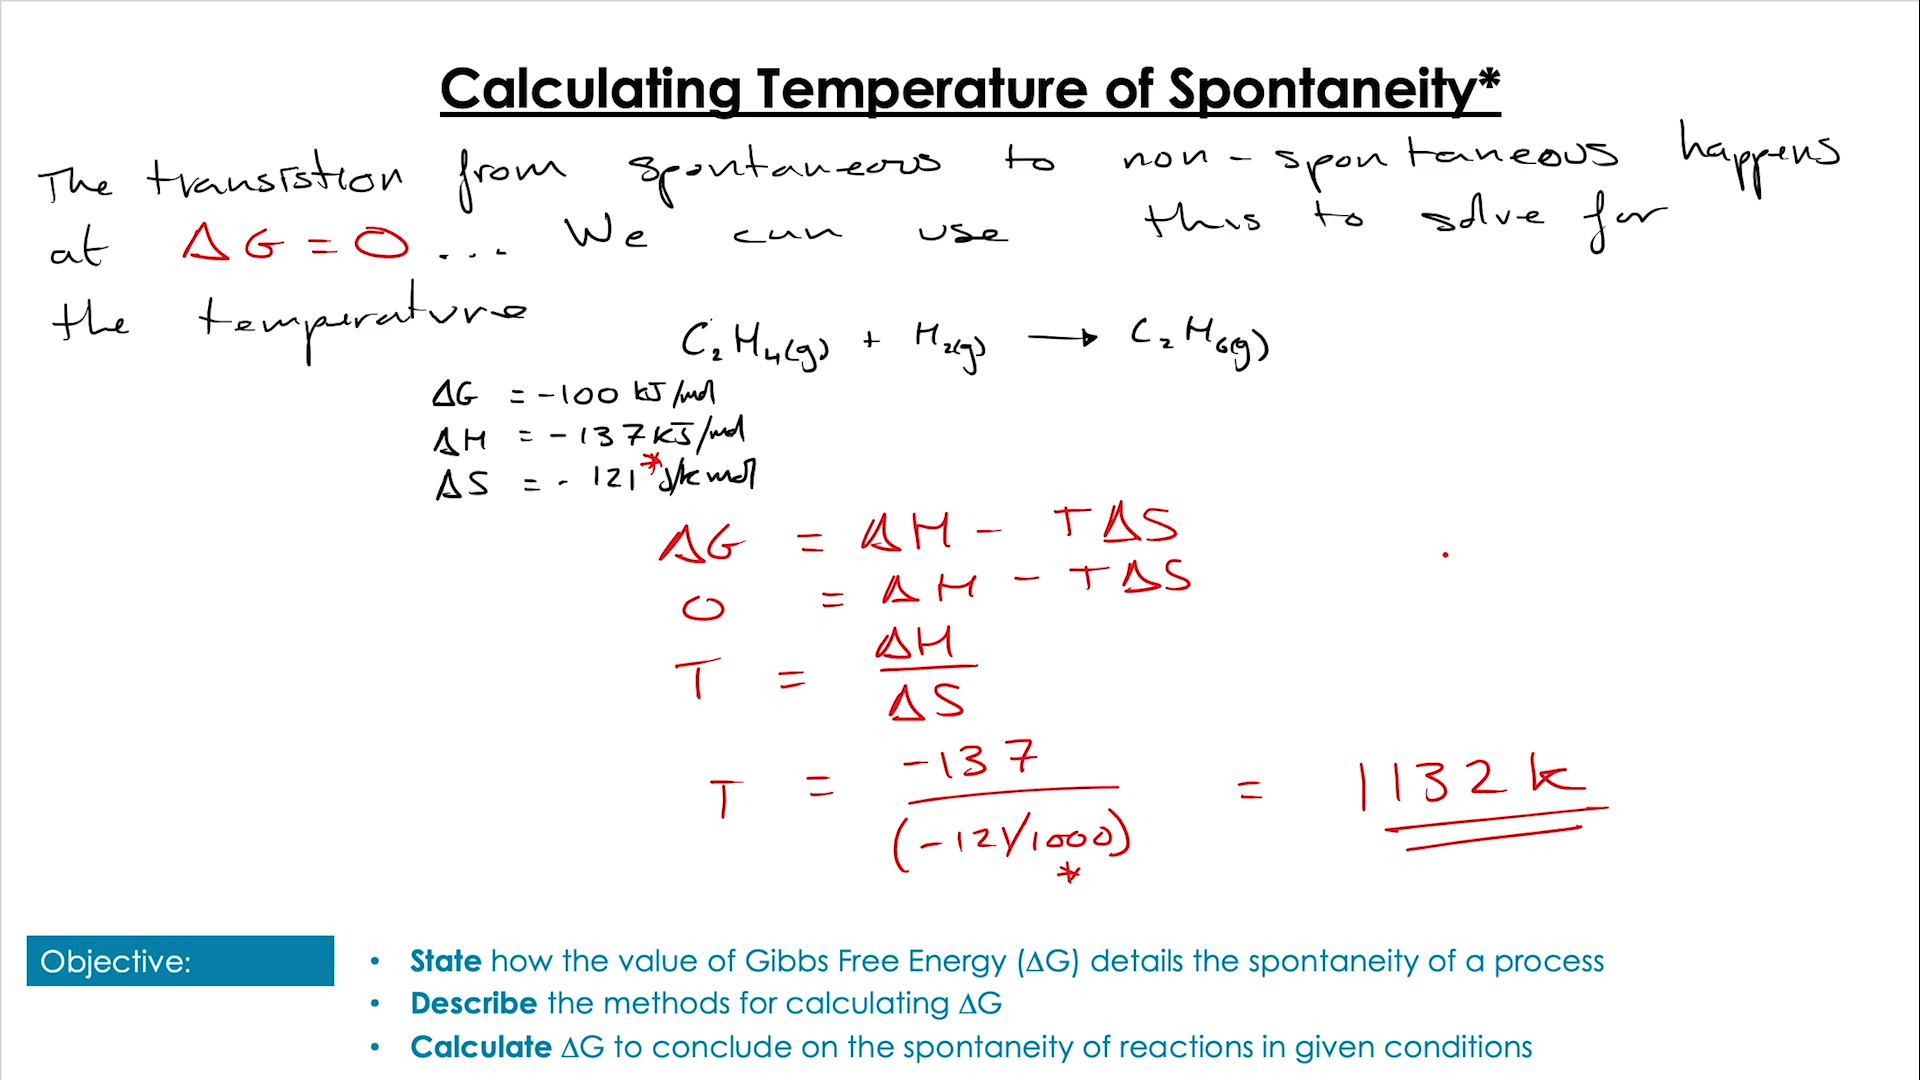 Calculating Temperature of Spontaneity*
The transistion from spontaneous to non-spontaneous happens
at ΔG = 0 ... We can use this to solve for
the temperature
C₂H₄(g) + H₂(g) → C₂H₆(g)
ΔG = -100 kJ/mol
ΔH = -137 kJ/mol
ΔS = -121* J/k mol
ΔG = ΔH - TΔS
0 = ΔH - TΔS
T = ΔH / ΔS
T = -137 / (-121/1000)* = 1132 k
Objective:
• State how the value of Gibbs Free Energy (ΔG) details the spontaneity of a process
• Describe the methods for calculating ΔG
• Calculate ΔG to conclude on the spontaneity of reactions in given conditions